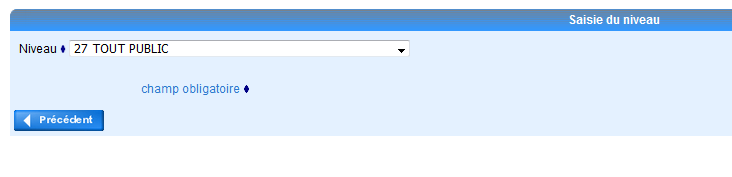 Saisie du niveau
Niveau 27 TOUT PUBLIC
champ obligatoire
Précédent